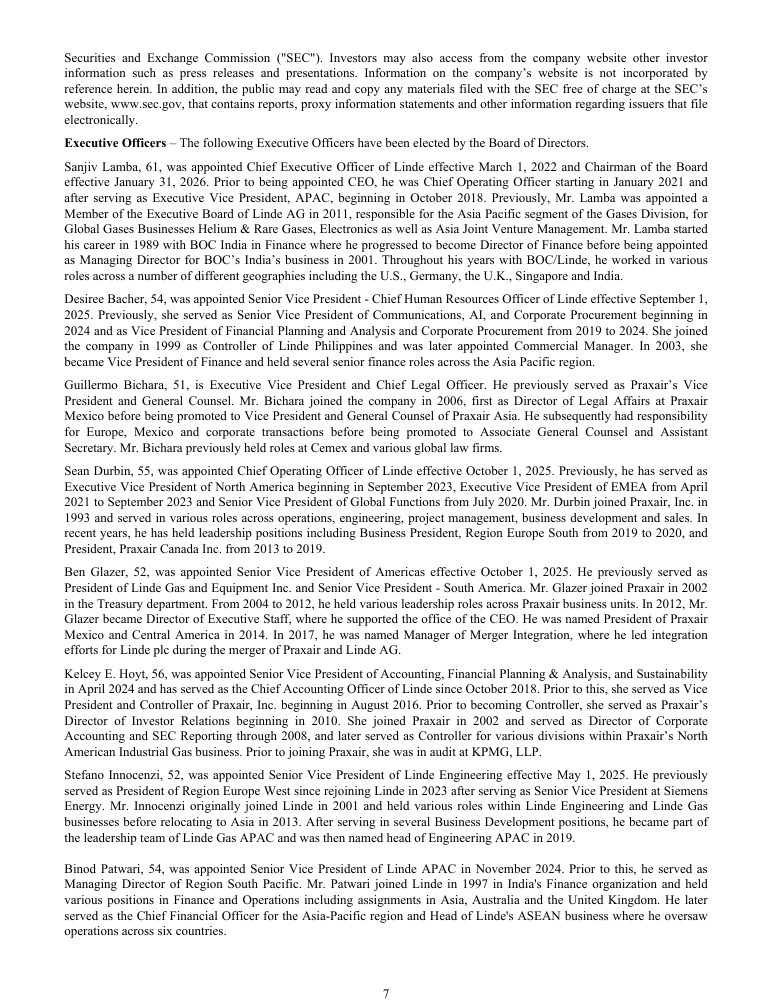 Securities and Exchange Commission ("SEC"). Investors may also access from the company website other investor
information such as press releases and presentations. Information on the company’s website is not incorporated by
reference herein. In addition, the public may read and copy any materials filed with the SEC free of charge at the SEC’s
website, www.sec.gov, that contains reports, proxy information statements and other information regarding issuers that file
electronically.
Executive Officers – The following Executive Officers have been elected by the Board of Directors.
Sanjiv Lamba, 61, was appointed Chief Executive Officer of Linde effective March 1, 2022 and Chairman of the Board
effective January 31, 2026. Prior to being appointed CEO, he was Chief Operating Officer starting in January 2021 and
after serving as Executive Vice President, APAC, beginning in October 2018. Previously, Mr. Lamba was appointed a
Member of the Executive Board of Linde AG in 2011, responsible for the Asia Pacific segment of the Gases Division, for
Global Gases Businesses Helium & Rare Gases, Electronics as well as Asia Joint Venture Management. Mr. Lamba started
his career in 1989 with BOC India in Finance where he progressed to become Director of Finance before being appointed
as Managing Director for BOC’s India’s business in 2001. Throughout his years with BOC/Linde, he worked in various
roles across a number of different geographies including the U.S., Germany, the U.K., Singapore and India.
Desiree Bacher, 54, was appointed Senior Vice President - Chief Human Resources Officer of Linde effective September 1,
2025. Previously, she served as Senior Vice President of Communications, AI, and Corporate Procurement beginning in
2024 and as Vice President of Financial Planning and Analysis and Corporate Procurement from 2019 to 2024. She joined
the company in 1999 as Controller of Linde Philippines and was later appointed Commercial Manager. In 2003, she
became Vice President of Finance and held several senior finance roles across the Asia Pacific region.
Guillermo Bichara, 51, is Executive Vice President and Chief Legal Officer. He previously served as Praxair’s Vice
President and General Counsel. Mr. Bichara joined the company in 2006, first as Director of Legal Affairs at Praxair
Mexico before being promoted to Vice President and General Counsel of Praxair Asia. He subsequently had responsibility
for Europe, Mexico and corporate transactions before being promoted to Associate General Counsel and Assistant
Secretary. Mr. Bichara previously held roles at Cemex and various global law firms.
Sean Durbin, 55, was appointed Chief Operating Officer of Linde effective October 1, 2025. Previously, he has served as
Executive Vice President of North America beginning in September 2023, Executive Vice President of EMEA from April
2021 to September 2023 and Senior Vice President of Global Functions from July 2020. Mr. Durbin joined Praxair, Inc. in
1993 and served in various roles across operations, engineering, project management, business development and sales. In
recent years, he has held leadership positions including Business President, Region Europe South from 2019 to 2020, and
President, Praxair Canada Inc. from 2013 to 2019.
Ben Glazer, 52, was appointed Senior Vice President of Americas effective October 1, 2025. He previously served as
President of Linde Gas and Equipment Inc. and Senior Vice President - South America. Mr. Glazer joined Praxair in 2002
in the Treasury department. From 2004 to 2012, he held various leadership roles across Praxair business units. In 2012, Mr.
Glazer became Director of Executive Staff, where he supported the office of the CEO. He was named President of Praxair
Mexico and Central America in 2014. In 2017, he was named Manager of Merger Integration, where he led integration
efforts for Linde plc during the merger of Praxair and Linde AG.
Kelcey E. Hoyt, 56, was appointed Senior Vice President of Accounting, Financial Planning & Analysis, and Sustainability
in April 2024 and has served as the Chief Accounting Officer of Linde since October 2018. Prior to this, she served as Vice
President and Controller of Praxair, Inc. beginning in August 2016. Prior to becoming Controller, she served as Praxair’s
Director of Investor Relations beginning in 2010. She joined Praxair in 2002 and served as Director of Corporate
Accounting and SEC Reporting through 2008, and later served as Controller for various divisions within Praxair’s North
American Industrial Gas business. Prior to joining Praxair, she was in audit at KPMG, LLP.
Stefano Innocenzi, 52, was appointed Senior Vice President of Linde Engineering effective May 1, 2025. He previously
served as President of Region Europe West since rejoining Linde in 2023 after serving as Senior Vice President at Siemens
Energy. Mr. Innocenzi originally joined Linde in 2001 and held various roles within Linde Engineering and Linde Gas
businesses before relocating to Asia in 2013. After serving in several Business Development positions, he became part of
the leadership team of Linde Gas APAC and was then named head of Engineering APAC in 2019.
Binod Patwari, 54, was appointed Senior Vice President of Linde APAC in November 2024. Prior to this, he served as
Managing Director of Region South Pacific. Mr. Patwari joined Linde in 1997 in India's Finance organization and held
various positions in Finance and Operations including assignments in Asia, Australia and the United Kingdom. He later
served as the Chief Financial Officer for the Asia-Pacific region and Head of Linde's ASEAN business where he oversaw
operations across six countries.
7